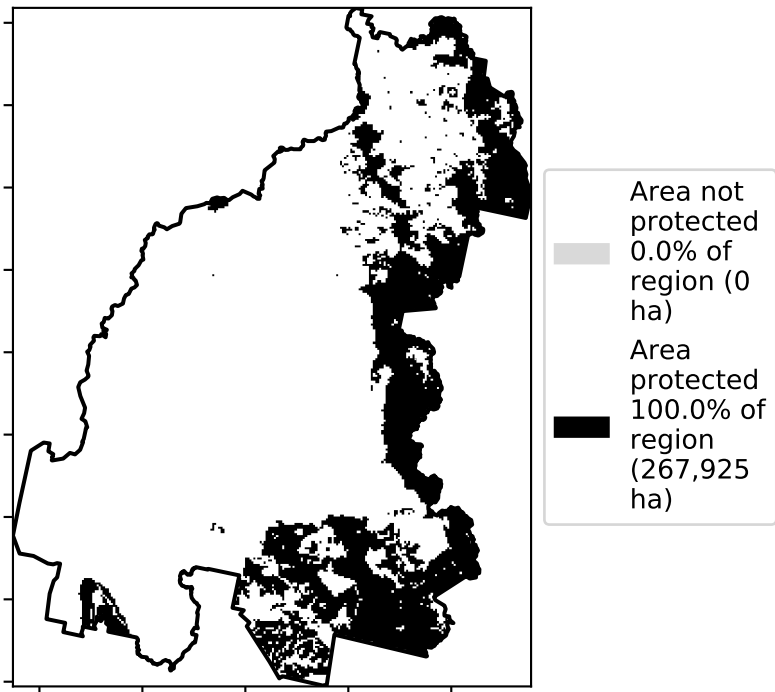 Area not
protected
0.0% of
region (0
ha)
Area
protected
100.0% of
region
(267,925
ha)